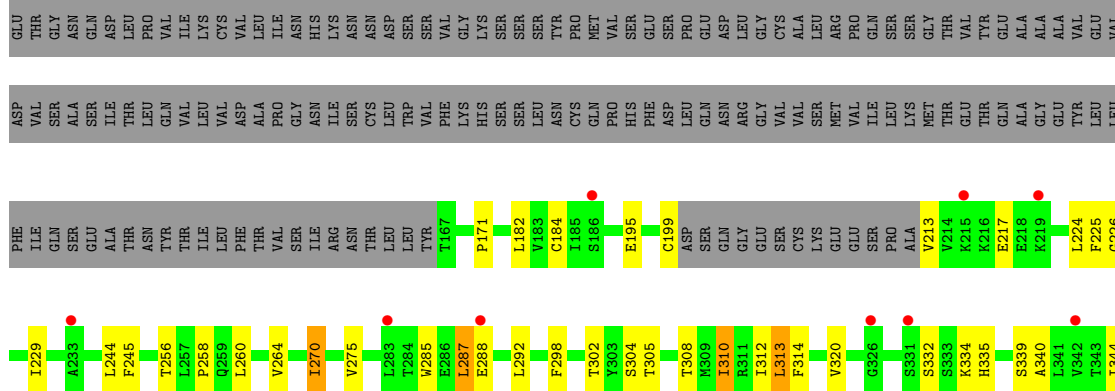 GLU THR GLY ASN GLN ASP LEU PRO VAL ILE LYS CYS VAL LEU ILE ASN HIS LYS ASN ASN ASP SER SER VAL GLY LYS SER SER SER TYR PRO MET VAL SER GLU SER PRO GLU ASP LEU GLY CYS ALA LEU ARG PRO GLN SER SER GLY THR VAL TYR GLU ALA ALA ALA VAL GLU VAL
ASP VAL SER ALA SER ILE THR LEU GLN VAL LEU VAL ASP ALA PRO GLY ASN ILE SER CYS LEU TRP VAL PHE LYS HIS SER SER LEU ASN CYS GLN PRO HIS PHE ASP LEU GLN ASN ARG GLY VAL VAL SER MET VAL ILE LEU LYS MET THR GLU THR GLN ALA GLY GLU TYR LEU LEU
PHE ILE GLN SER GLU ALA THR ASN TYR THR ILE LEU PHE THR VAL SER ILE ARG ASN THR LEU LEU TYR T167 P171 L182 V183 C184 I185 S186 E195 C199 ASP SER GLN GLY GLU SER CYS LYS GLU GLU SER PRO ALA V213 V214 K215 K216 E217 E218 K219 L224 F225
I229 A233 L244 F245 T256 L257 P258 Q259 L260 V264 I270 V275 L283 T284 W285 E286 L287 E288 L292 F298 T302 Y303 S304 T305 T308 M309 I310 R311 I312 L313 F314 V320 G326 S331 S332 S333 K334 H335 S339 A340 L341 V342 T343